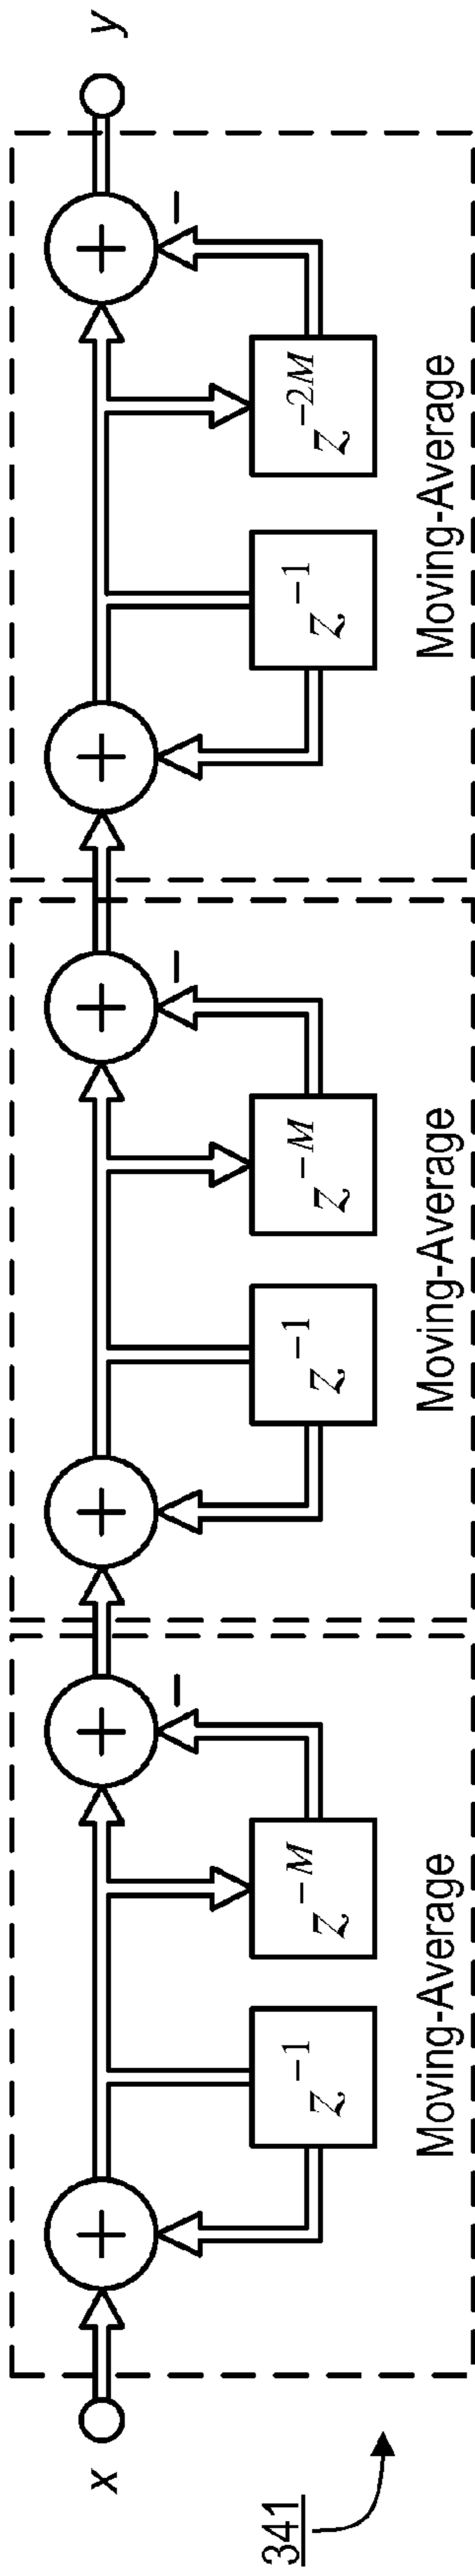 x
+
z⁻¹
z⁻ᴹ
+
−
Moving-Average
+
z⁻¹
z⁻ᴹ
+
−
Moving-Average
+
z⁻¹
z⁻²ᴹ
+
−
Moving-Average
y
341